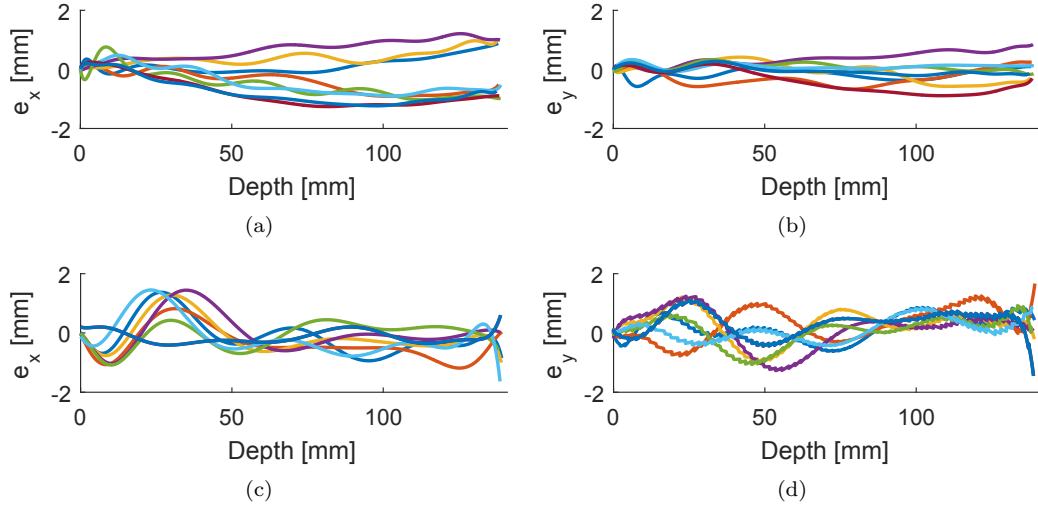 2
0
-2
e_x [mm]
0 50 100
Depth [mm]
(a)
2
0
-2
e_y [mm]
0 50 100
Depth [mm]
(b)
2
0
-2
e_x [mm]
0 50 100
Depth [mm]
(c)
2
0
-2
e_y [mm]
0 50 100
Depth [mm]
(d)